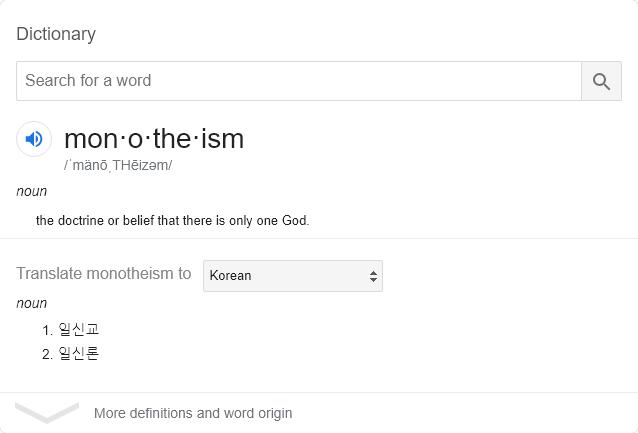 Dictionary
Search for a word
mon·o·the·ism
/ˈmänōˌTHēizəm/
noun
the doctrine or belief that there is only one God.
Translate monotheism to Korean
noun
1. 일신교
2. 일신론
More definitions and word origin